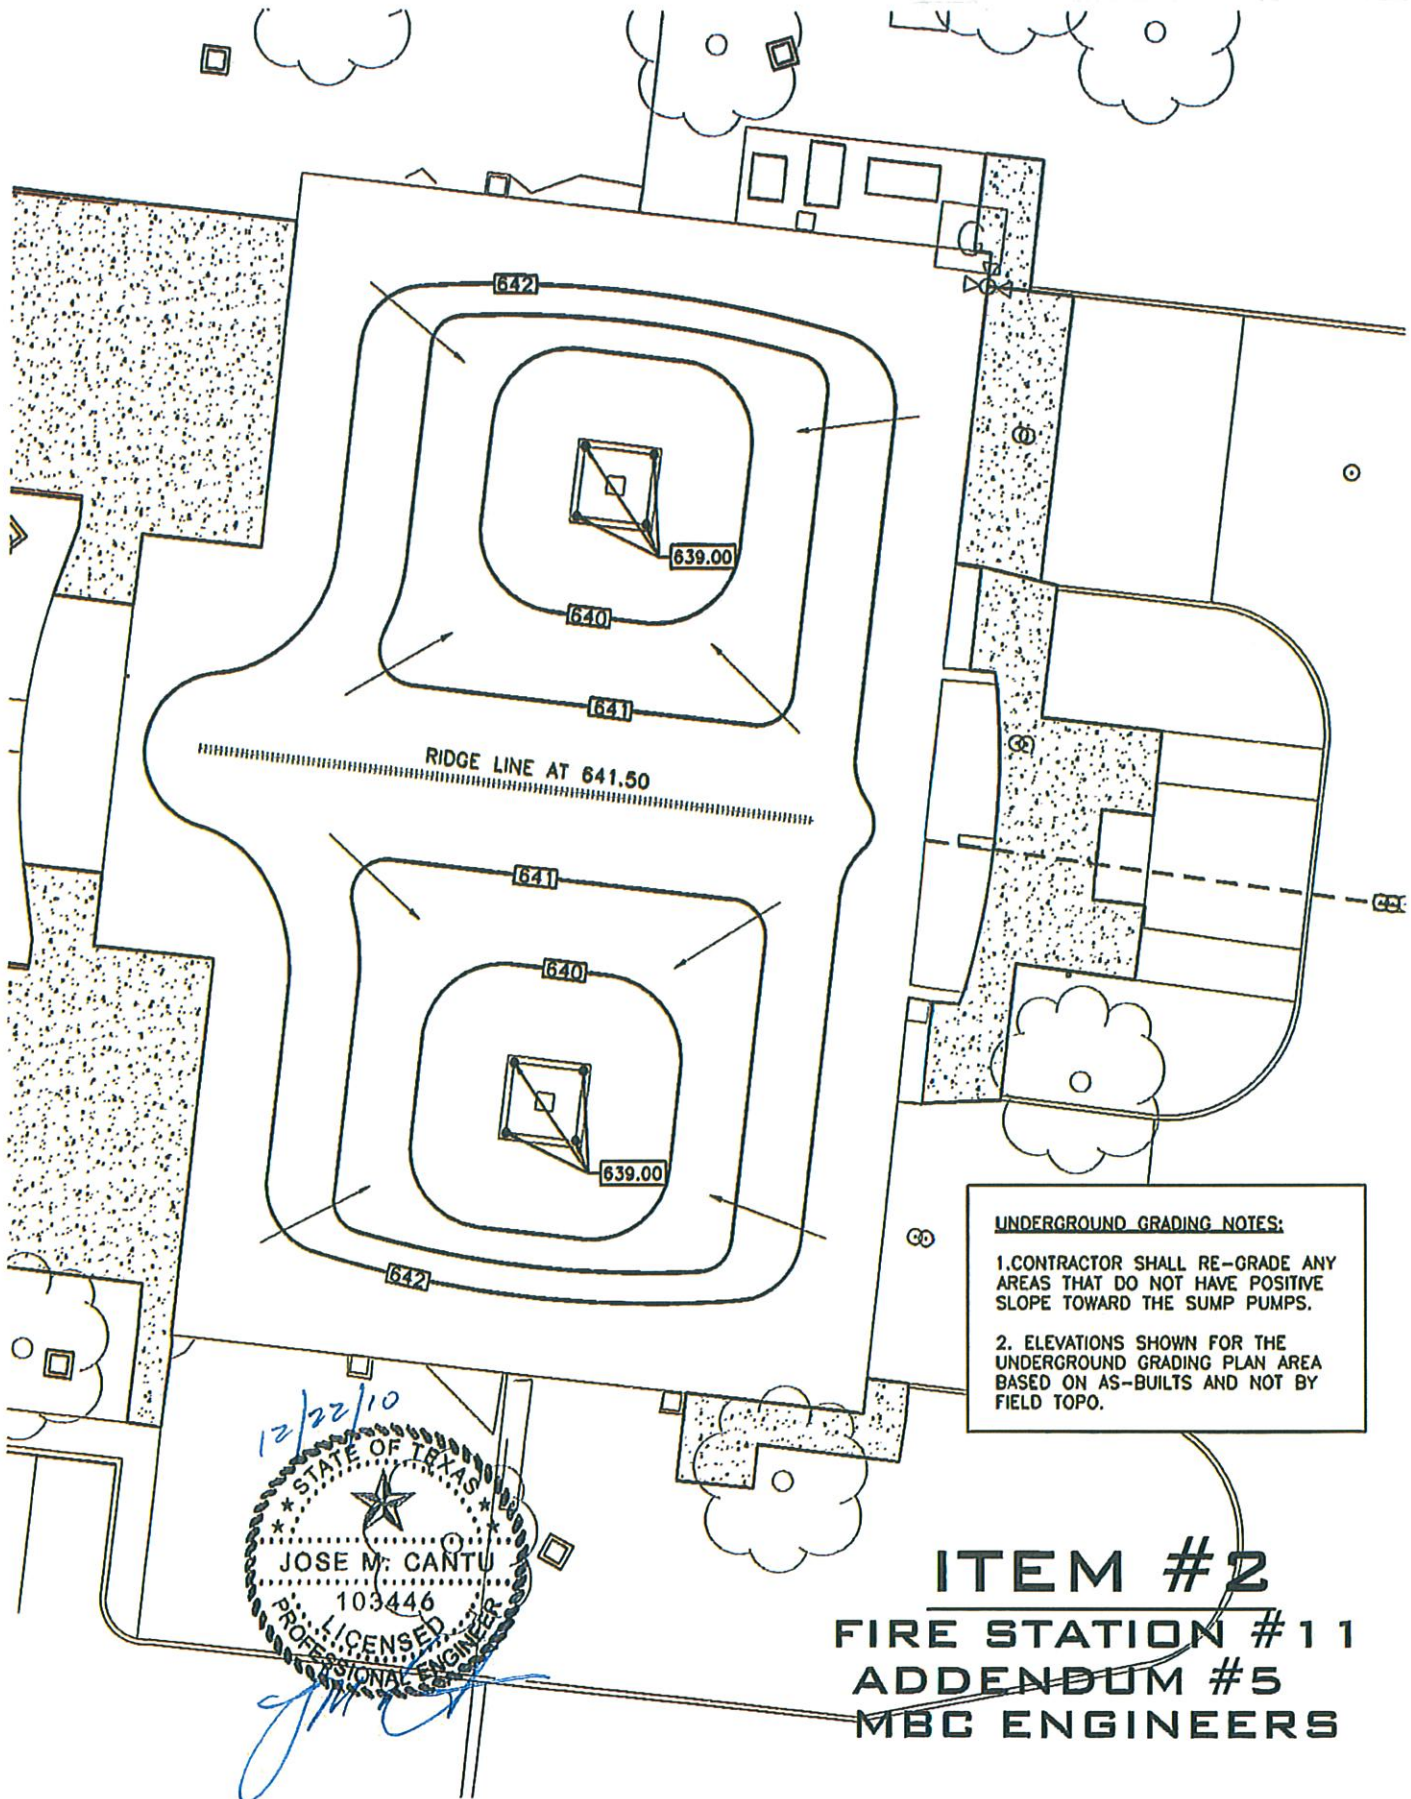 642
639.00
640
641
RIDGE LINE AT 641.50
641
640
639.00
642
UNDERGROUND GRADING NOTES:
1.CONTRACTOR SHALL RE-GRADE ANY
AREAS THAT DO NOT HAVE POSITIVE
SLOPE TOWARD THE SUMP PUMPS.
2. ELEVATIONS SHOWN FOR THE
UNDERGROUND GRADING PLAN AREA
BASED ON AS-BUILTS AND NOT BY
FIELD TOPO.
12/22/10
STATE OF TEXAS
JOSE M. CANTU
103446
LICENSED
PROFESSIONAL ENGINEER
ITEM #2
FIRE STATION #11
ADDENDUM #5
MBC ENGINEERS